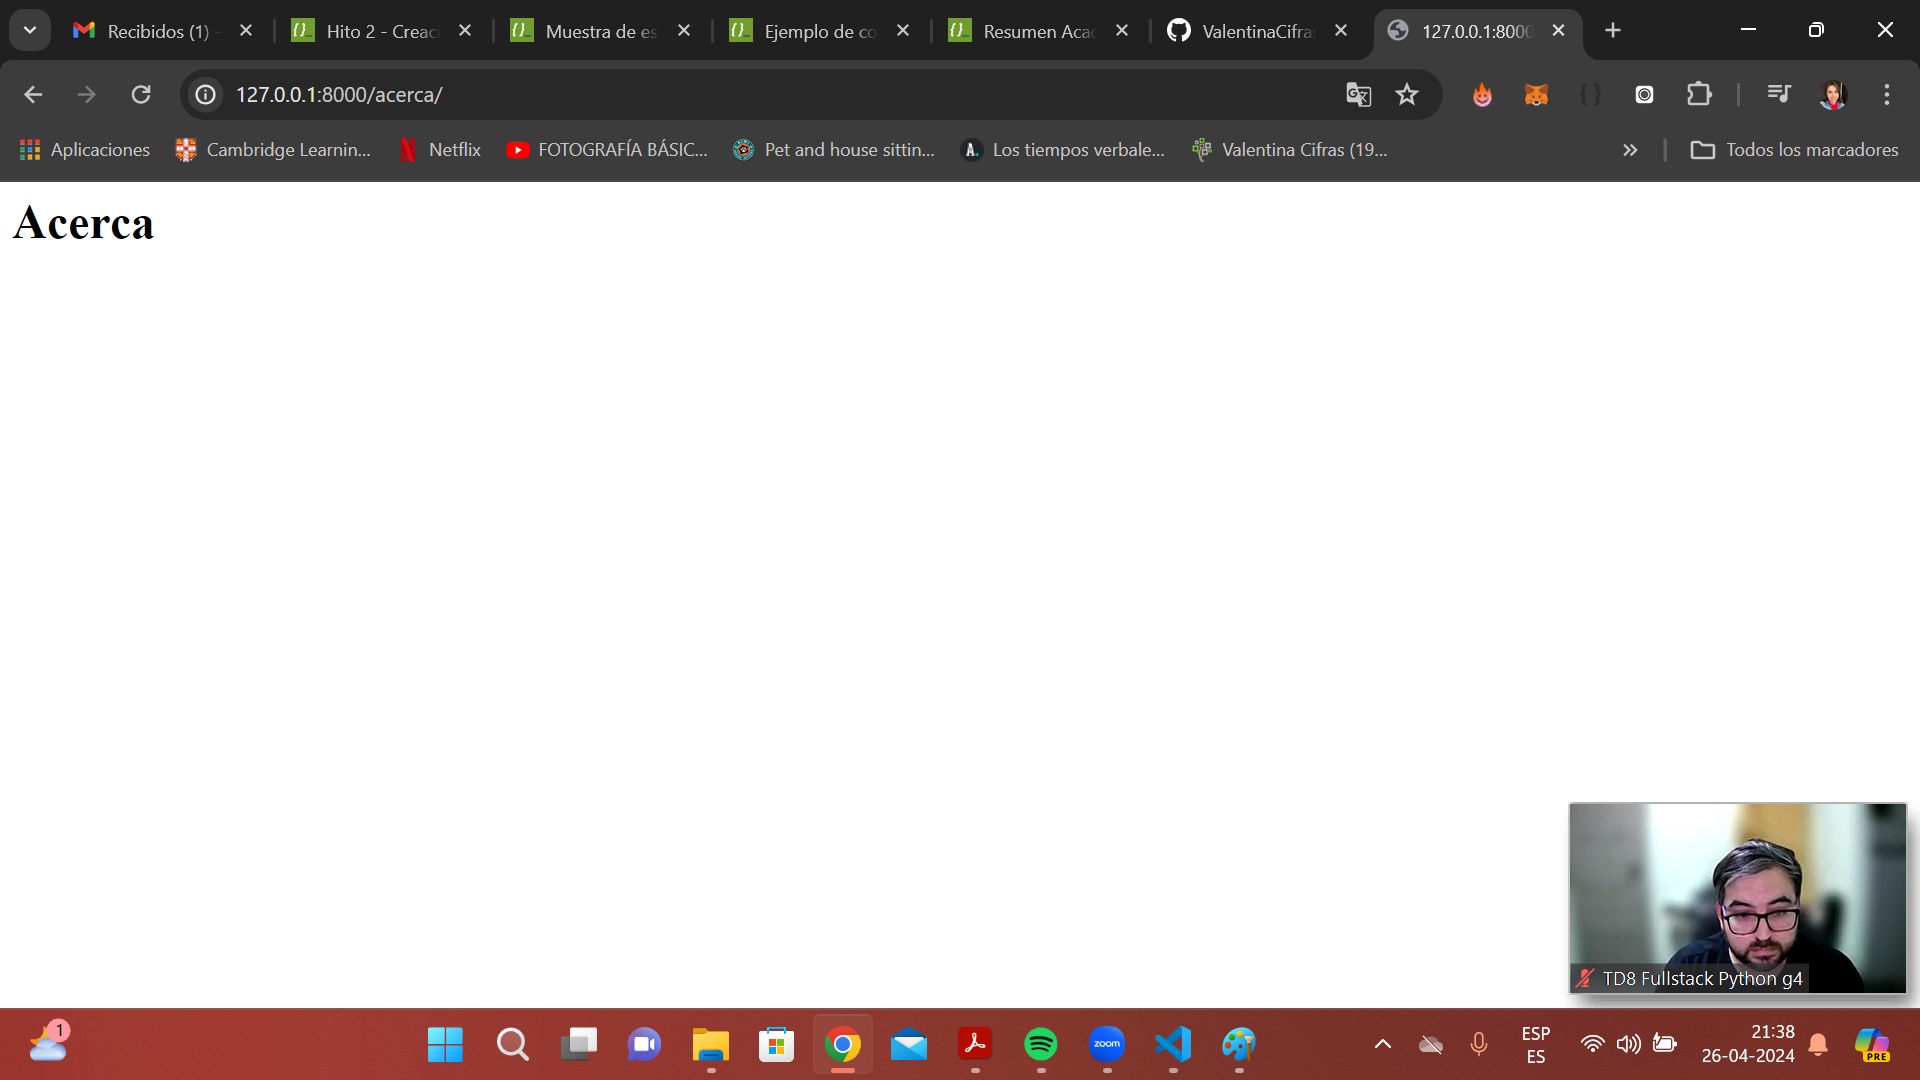 Recibidos (1) -
Hito 2 - Creaci
Muestra de es
Ejemplo de co
Resumen Acad
ValentinaCifras
127.0.0.1:8000
127.0.0.1:8000/acerca/
Aplicaciones
Cambridge Learnin...
Netflix
FOTOGRAFÍA BÁSIC...
Pet and house sittin...
A.
Los tiempos verbale...
Valentina Cifras (19...
Todos los marcadores
Acerca
TD8 Fullstack Python g4
1
zoom
ESP
ES
21:38
26-04-2024
PRE